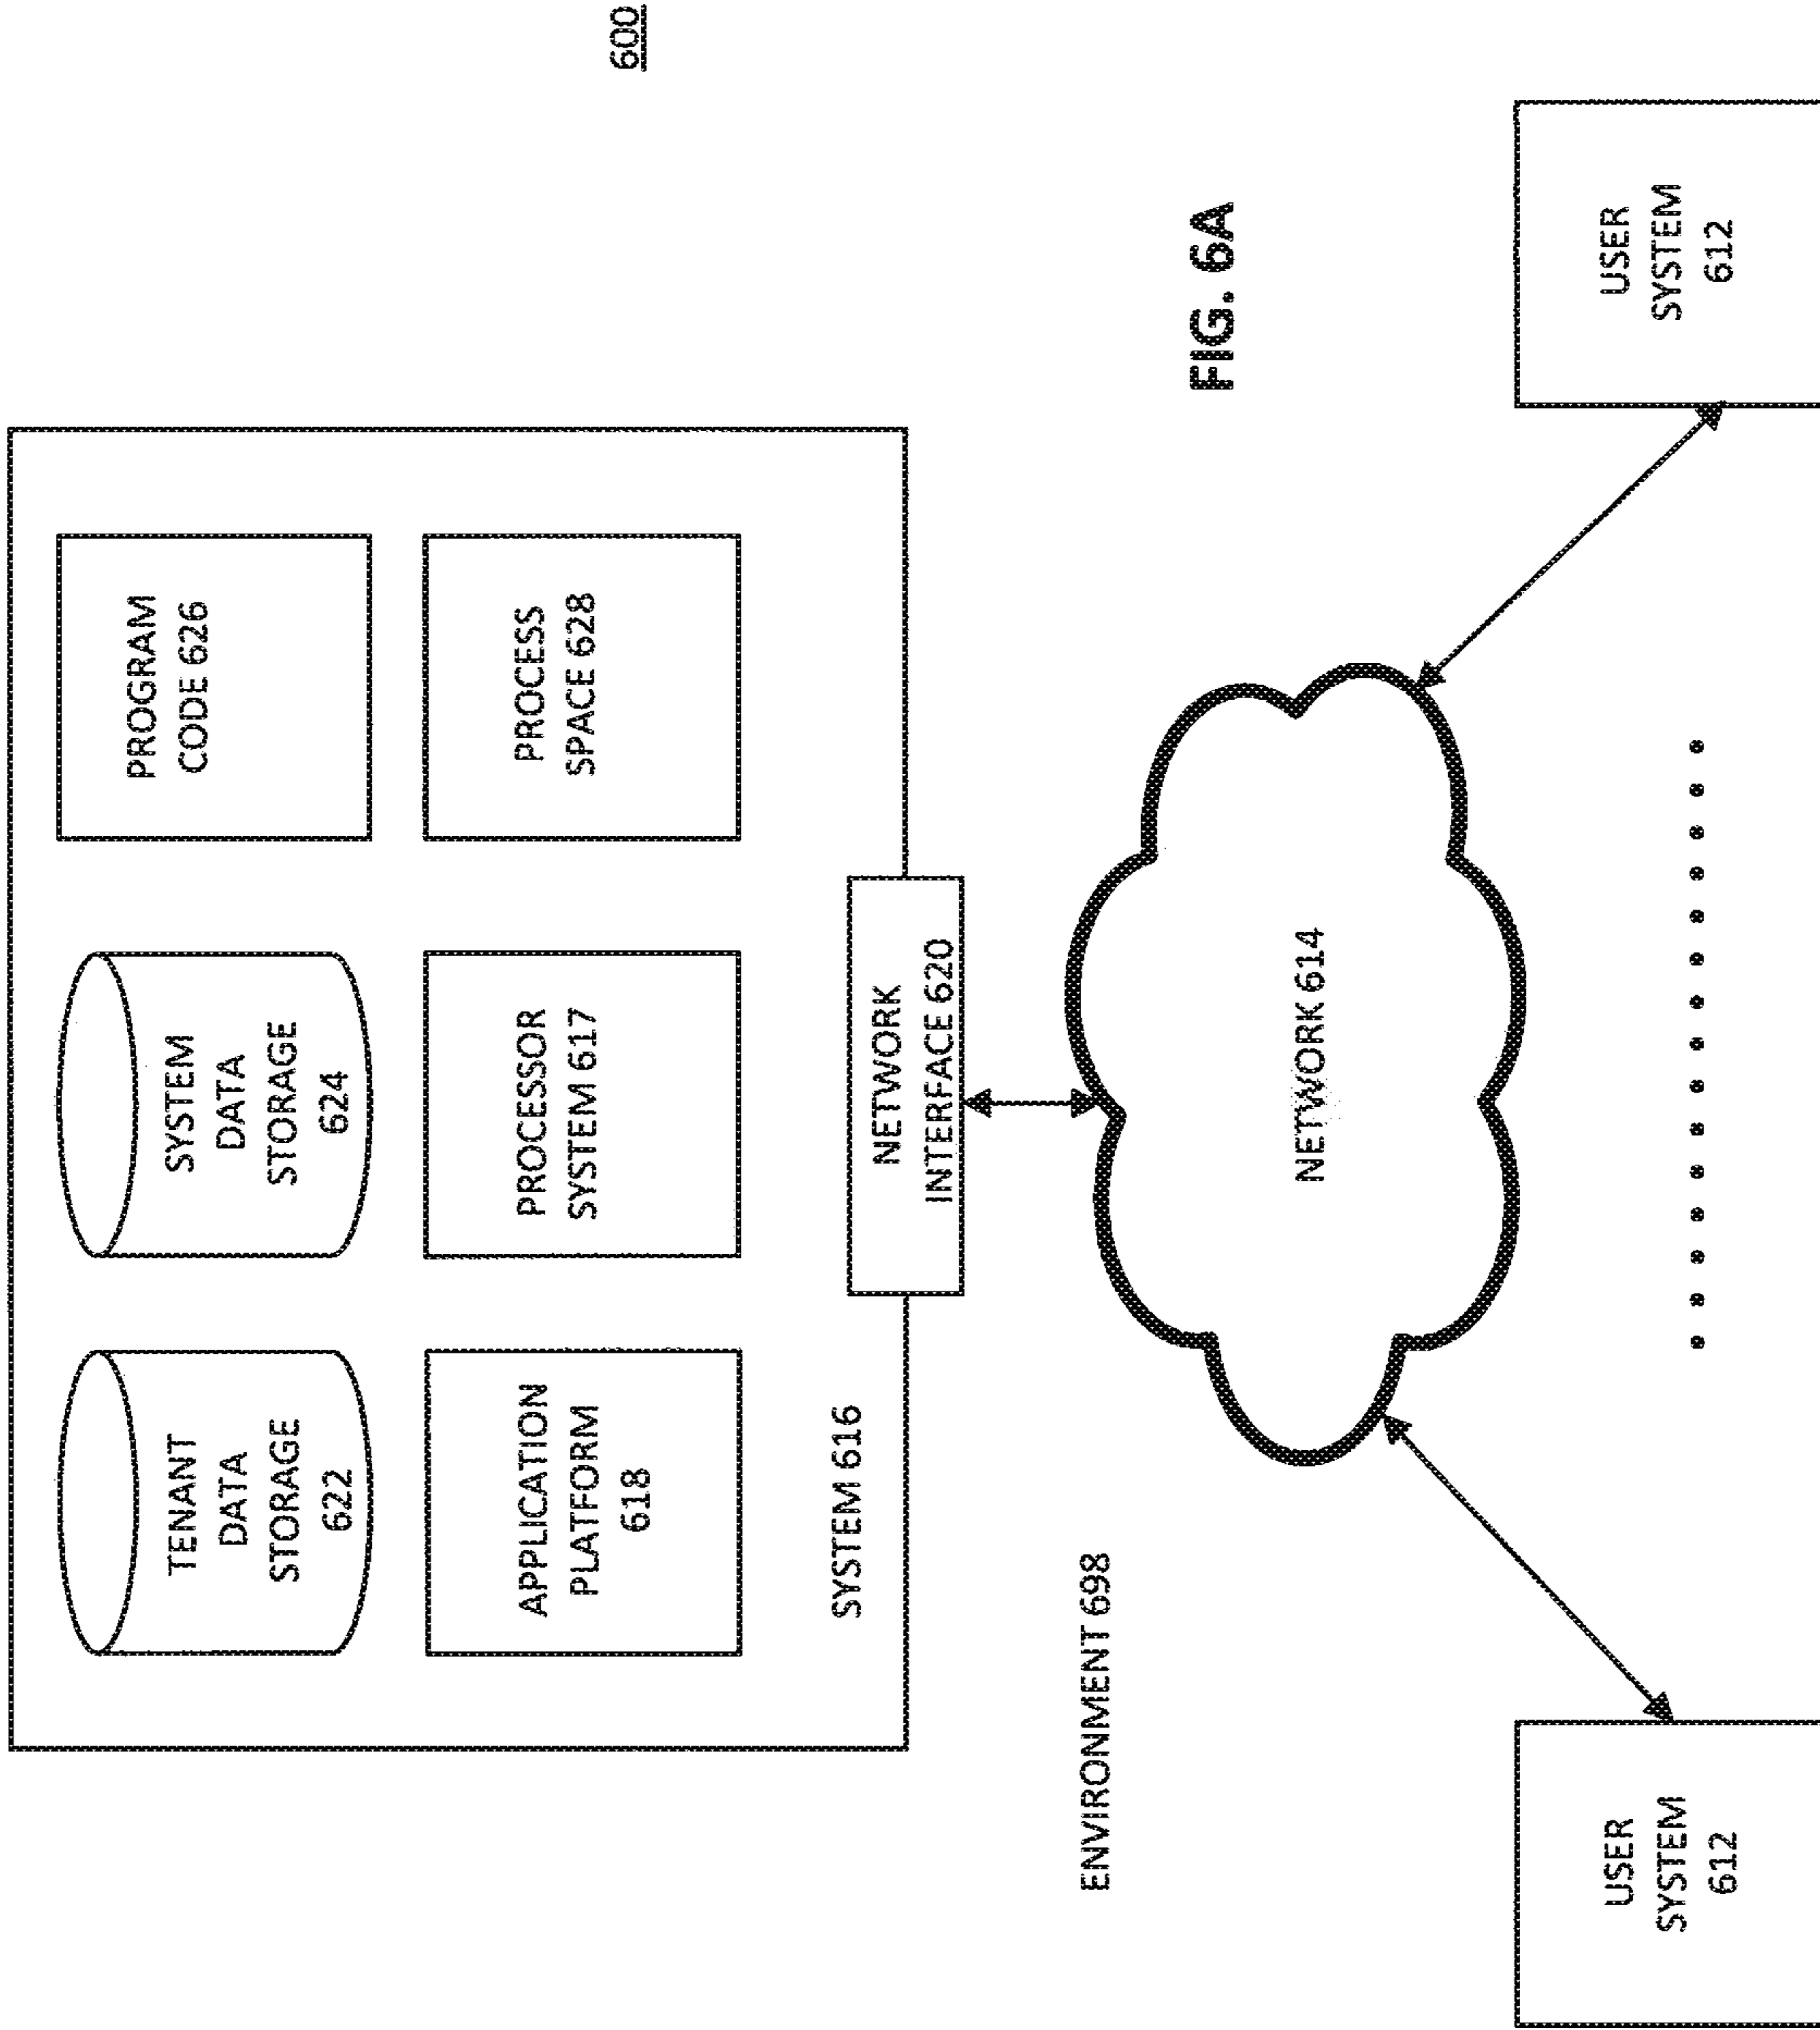 600
TENANT
DATA
STORAGE
622
SYSTEM
DATA
STORAGE
624
PROGRAM
CODE 626
APPLICATION
PLATFORM
618
PROCESSOR
SYSTEM 617
PROCESS
SPACE 628
SYSTEM 616
NETWORK
INTERFACE 620
ENVIRONMENT 698
NETWORK 614
FIG. 6A
USER
SYSTEM
612
USER
SYSTEM
612